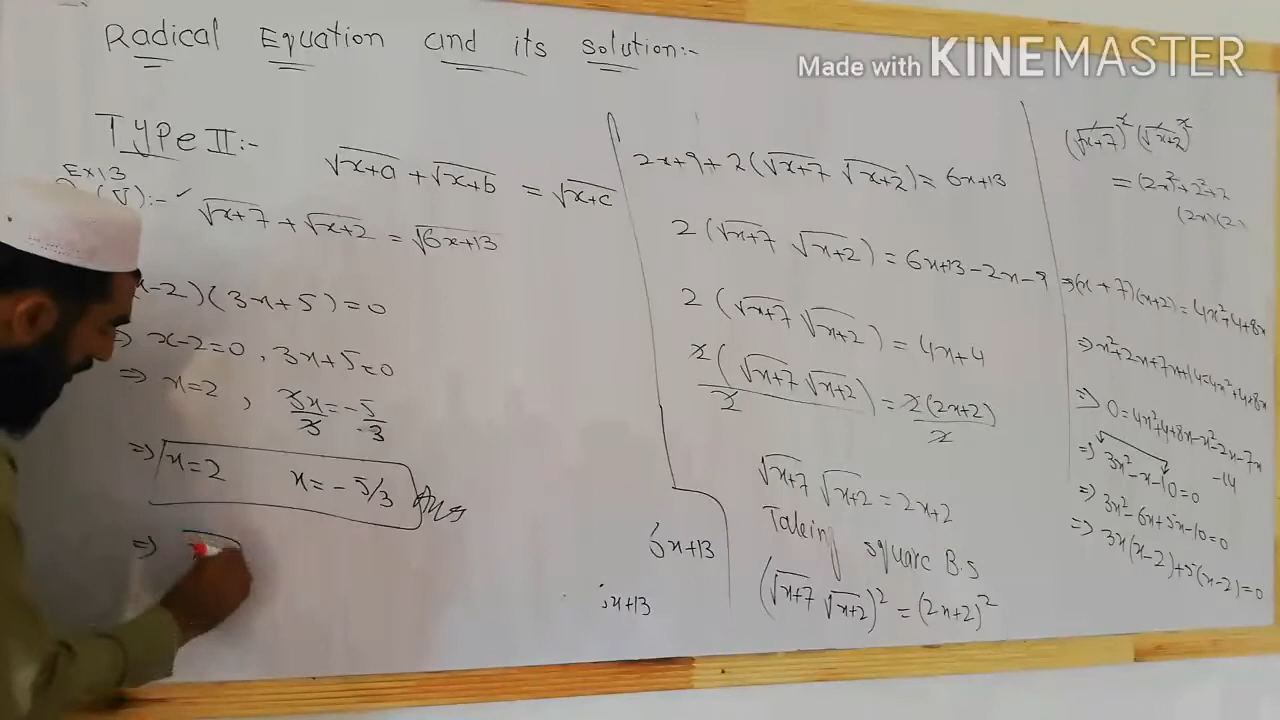 Radical Equation and its solution:-
Made with KINEMASTER
Type II:-
√x+a + √x+b = √x+c
Ex 13
(V):- √x+7 + √x+2 = √6x+13
x-2)(3x+5)=0
⇒ x-2=0, 3x+5=0
⇒ x=2, 3x/3=-5/3
⇒ x=2 x=-5/3 Ans
⇒
2x+9+2(√x+7 √x+2)=6x+13
2(√x+7 √x+2)=6x+13-2x-9
2(√x+7 √x+2)=4x+4
2(√x+7 √x+2)/2=2(2x+2)/2
√x+7 √x+2=2x+2
Taking square B.S
(√x+7 √x+2)²=(2x+2)²
6x+13
x+13
(√x+7)²(√x+2)²
=(2x)²+2²+2
(2x)(2)
⇒(x+7)(x+2)=4x²+4+8x
⇒x²+2x+7x+14=4x²+4+8x
⇒0=4x²+4+8x-x²-2x-7x
-14
⇒3x²-x-10=0
⇒3x²-6x+5x-10=0
⇒3x(x-2)+5(x-2)=0